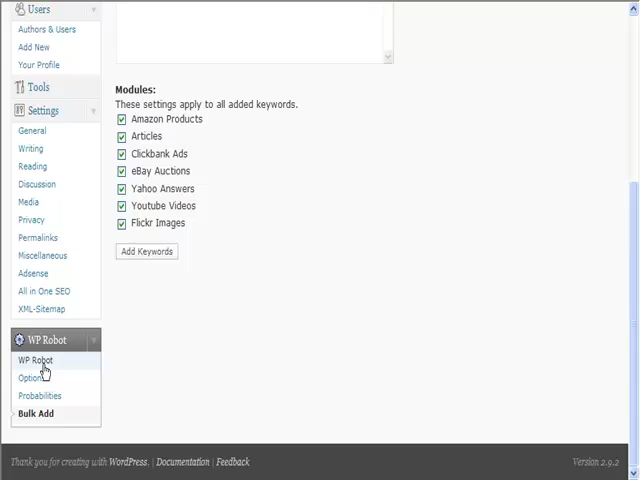 Users
Authors & Users
Add New
Your Profile
Tools
Settings
General
Writing
Reading
Discussion
Media
Privacy
Permalinks
Miscellaneous
Adsense
All in One SEO
XML-Sitemap
WP Robot
WP Robot
Option
Probabilities
Bulk Add
Modules:
These settings apply to all added keywords.
Amazon Products
Articles
Clickbank Ads
eBay Auctions
Yahoo Answers
Youtube Videos
Flickr Images
Add Keywords
Thank you for creating with WordPress. | Documentation | Feedback
Version 2.9.2